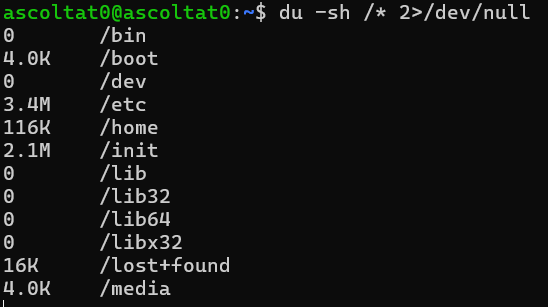 ascoltat0@ascoltat0:~$ du -sh /* 2>/dev/null
0 /bin
4.0K /boot
0 /dev
3.4M /etc
116K /home
2.1M /init
0 /lib
0 /lib32
0 /lib64
0 /libx32
16K /lost+found
4.0K /media